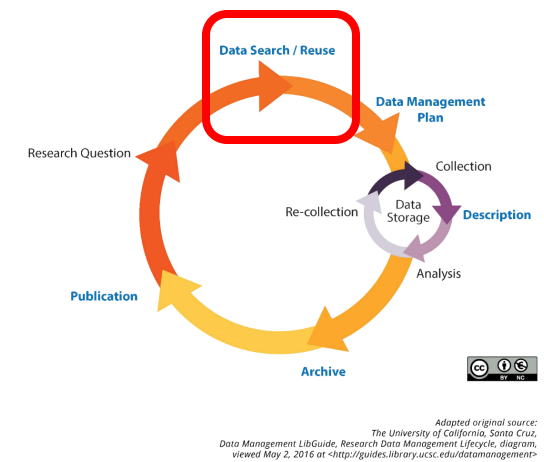 Data Search / Reuse
Data Management
Plan
Research Question
Collection
Re-collection
Data
Storage
Description
Analysis
Publication
Archive
cc
BY NC
Adapted original source:
The University of California, Santa Cruz,
Data Management LibGuide, Research Data Management Lifecycle, diagram,
viewed May 2, 2016 at <http://guides.library.ucsc.edu/datamanagement>